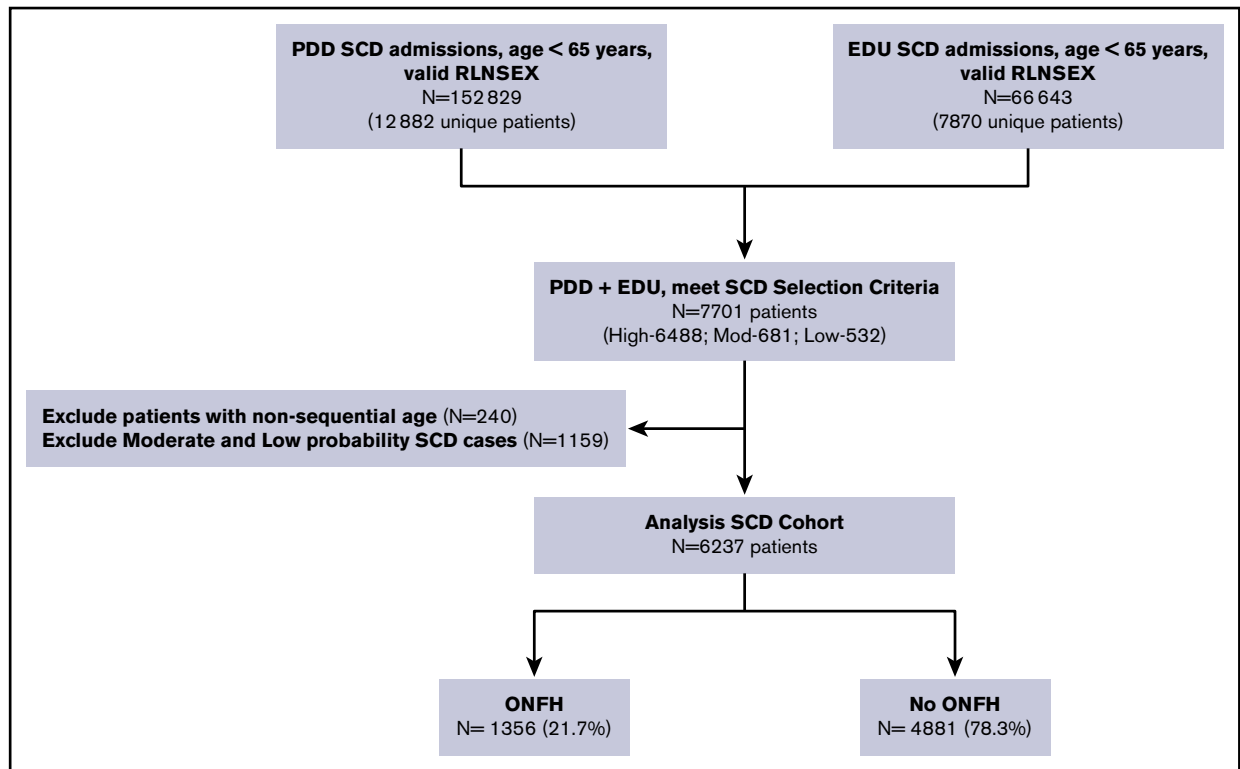 PDD SCD admissions, age < 65 years,
valid RLNSEX
N=152 829
(12 882 unique patients)
EDU SCD admissions, age < 65 years,
valid RLNSEX
N=66 643
(7870 unique patients)
PDD + EDU, meet SCD Selection Criteria
N=7701 patients
(High-6488; Mod-681; Low-532)
Exclude patients with non-sequential age (N=240)
Exclude Moderate and Low probability SCD cases (N=1159)
Analysis SCD Cohort
N=6237 patients
ONFH
N= 1356 (21.7%)
No ONFH
N= 4881 (78.3%)